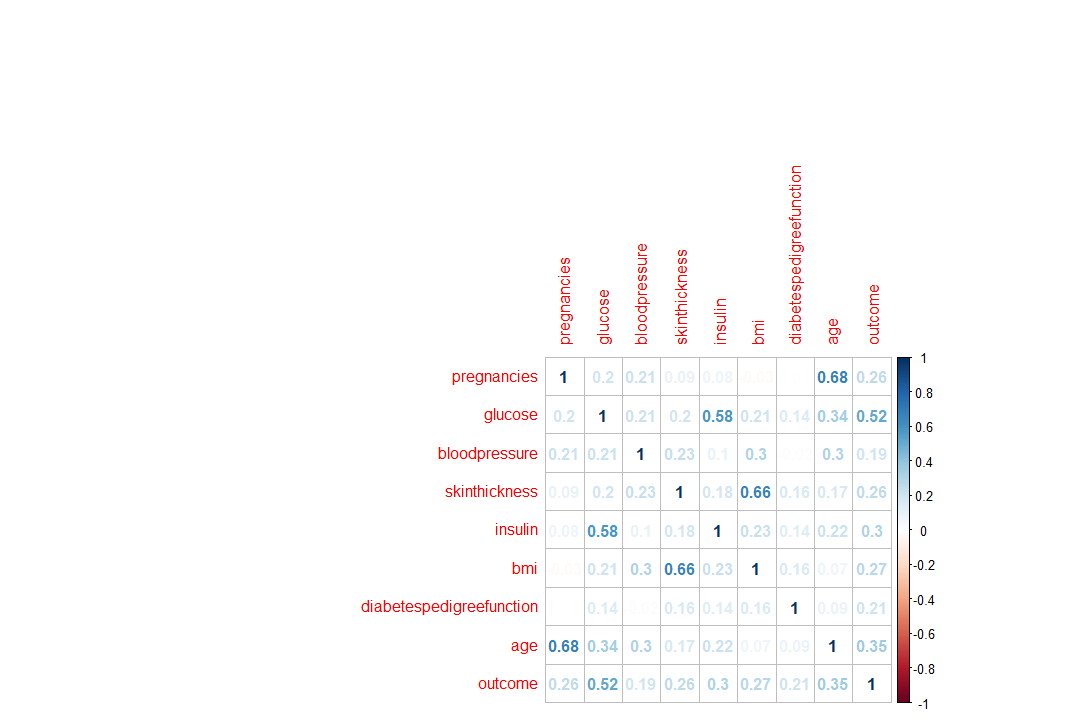 pregnancies glucose bloodpressure skinthickness insulin bmi diabetespedigreefunction age outcome
pregnancies 1 0.2 0.21 0.09 0.08 0.68 0.26
glucose 0.2 1 0.21 0.2 0.58 0.21 0.14 0.34 0.52
bloodpressure 0.21 0.21 1 0.23 0.1 0.3 0.3 0.19
skinthickness 0.09 0.2 0.23 1 0.18 0.66 0.16 0.17 0.26
insulin 0.08 0.58 0.1 0.18 1 0.23 0.14 0.22 0.3
bmi 0.21 0.3 0.66 0.23 1 0.16 0.07 0.27
diabetespedigreefunction 0.14 0.16 0.14 0.16 1 0.09 0.21
age 0.68 0.34 0.3 0.17 0.22 0.07 0.09 1 0.35
outcome 0.26 0.52 0.19 0.26 0.3 0.27 0.21 0.35 1
1
0.8
0.6
0.4
0.2
0
-0.2
-0.4
-0.6
-0.8
-1